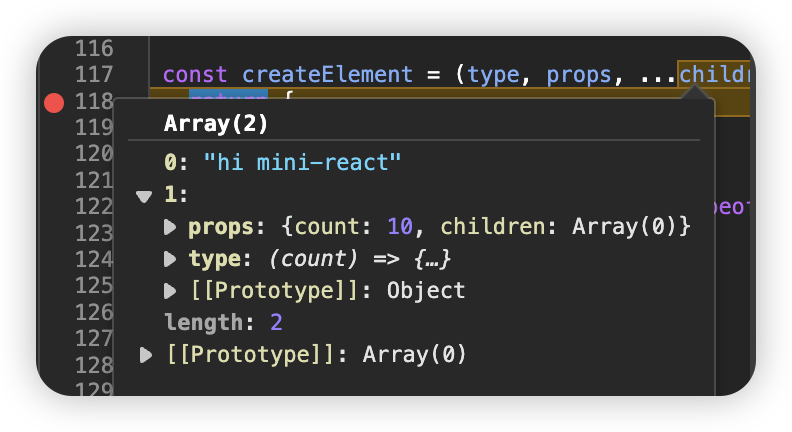 116
117 const createElement = (type, props, ...childr
118 return {
119 Array(2)
120 0: "hi mini-react"
121 1:
122 props: {count: 10, children: Array(0)} peof
123
124 type: (count) => {…}
125 [[Prototype]]: Object
126 length: 2
127
128 [[Prototype]]: Array(0)
129